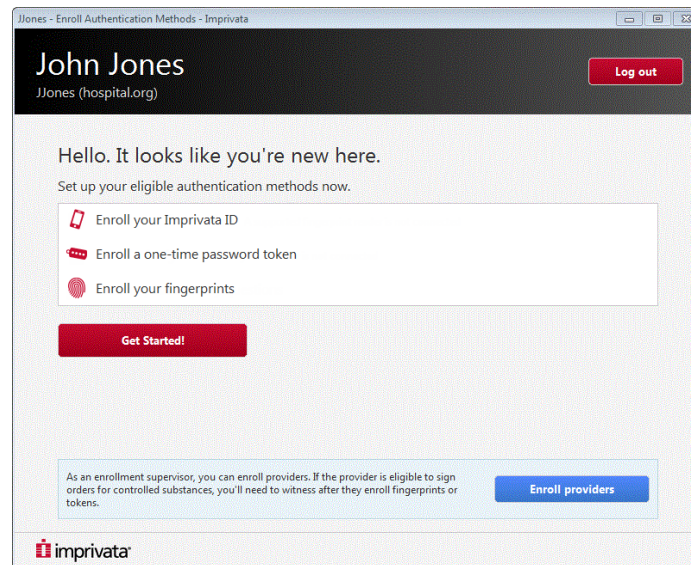 JJones - Enroll Authentication Methods - Imprivata
John Jones
JJones (hospital.org)
Log out
Hello. It looks like you're new here.
Set up your eligible authentication methods now.
Enroll your Imprivata ID
Enroll a one-time password token
Enroll your fingerprints
Get Started!
As an enrollment supervisor, you can enroll providers. If the provider is eligible to sign
orders for controlled substances, you'll need to witness after they enroll fingerprints or
tokens.
Enroll providers
imprivata